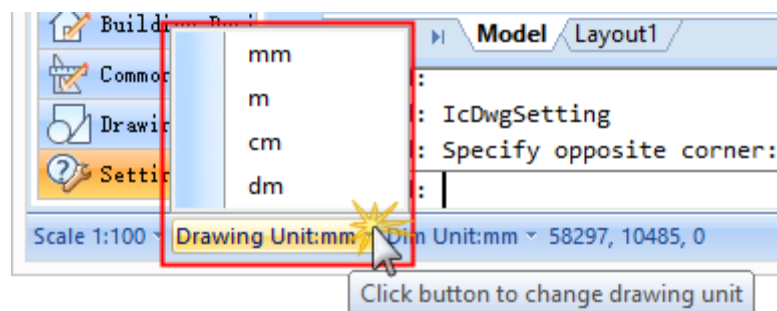 Model
Layout1
mm
m
cm
dm
:
: IcDwgSetting
: Specify opposite corner:
:
Scale 1:100
Drawing Unit:mm
Dim Unit:mm
58297, 10485, 0
Click button to change drawing unit